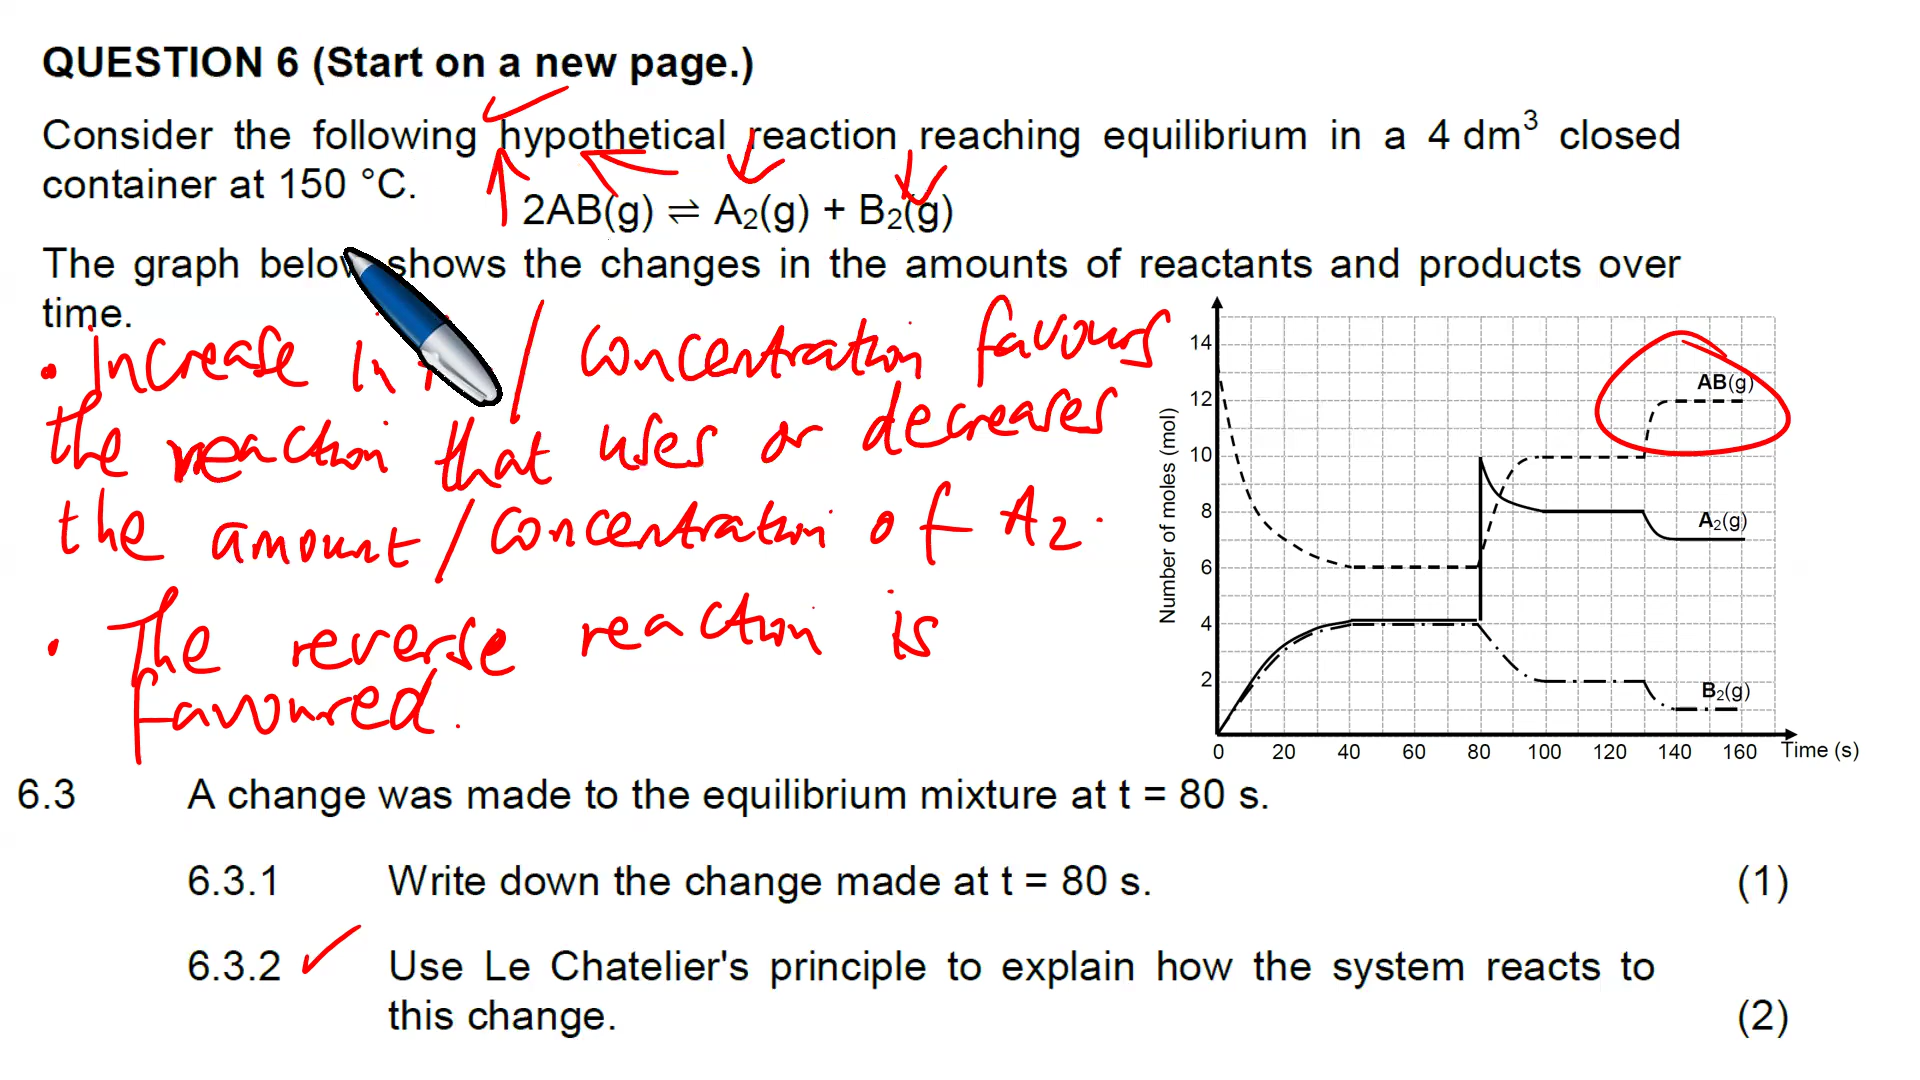 QUESTION 6 (Start on a new page.)
Consider the following hypothetical reaction reaching equilibrium in a 4 dm³ closed
container at 150 °C.
2AB(g) ⇌ A₂(g) + B₂(g)
The graph below shows the changes in the amounts of reactants and products over
time.
• Increase in / concentration favours
the reaction that uses or decreases
the amount/concentration of A₂.
• The reverse reaction is
favoured.
Number of moles (mol)
14
12
10
8
6
4
2
AB(g)
A₂(g)
B₂(g)
0 20 40 60 80 100 120 140 160 Time (s)
6.3 A change was made to the equilibrium mixture at t = 80 s.
6.3.1 Write down the change made at t = 80 s. (1)
6.3.2 Use Le Chatelier's principle to explain how the system reacts to
this change. (2)